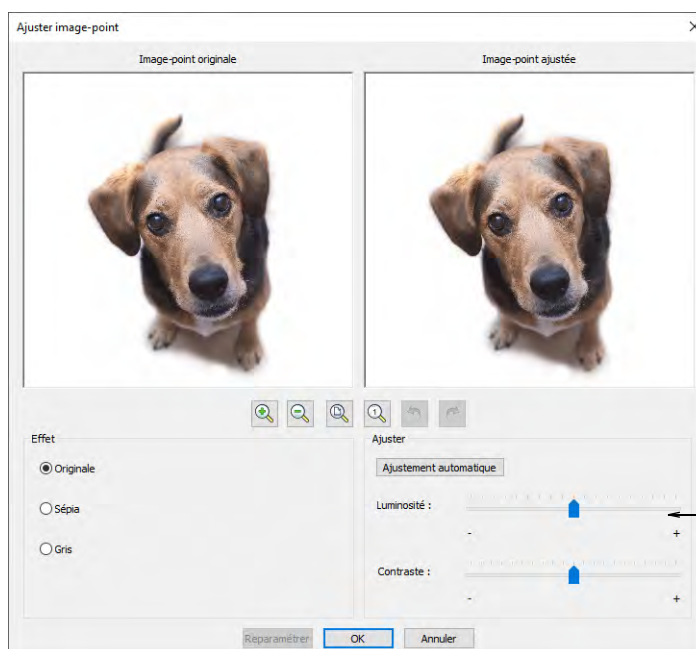 Ajuster image-point
Image-point originale
Image-point ajustée
1
Effet
Originale
Sépia
Gris
Ajuster
Ajustement automatique
Luminosité :
- +
Contraste :
- +
Reparamétrer OK Annuler